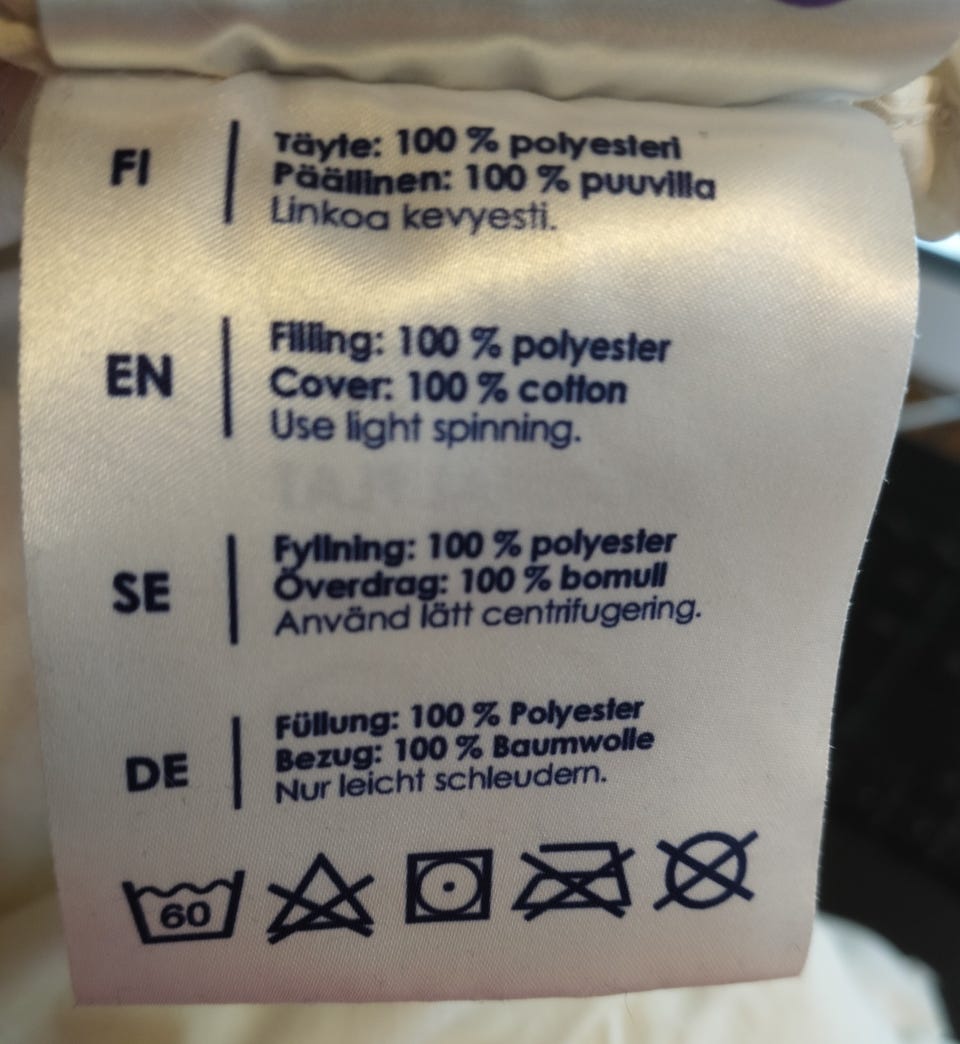 FI
Täyte: 100 % polyesteri
Päällinen: 100 % puuvilla
Linkoa kevyesti.
EN
Filling: 100 % polyester
Cover: 100 % cotton
Use light spinning.
SE
Fyllning: 100 % polyester
Överdrag: 100 % bomull
Använd lätt centrifugering.
DE
Füllung: 100 % Polyester
Bezug: 100 % Baumwolle
Nur leicht schleudern.
60